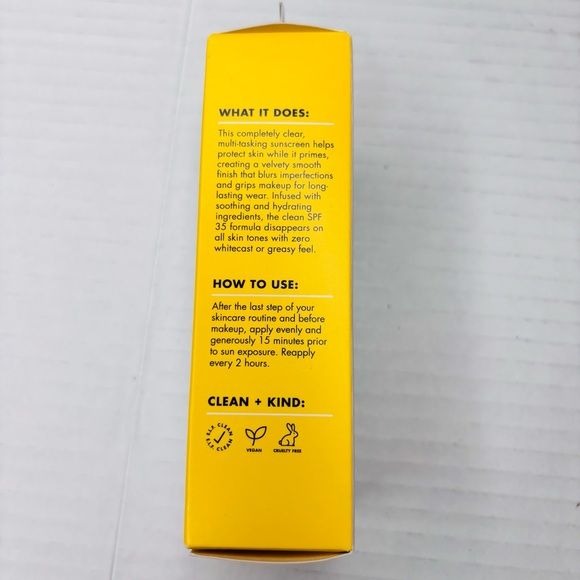 WHAT IT DOES:
This completely clear,
multi-tasking sunscreen helps
protect skin while it primes,
creating a velvety smooth
finish that blurs imperfections
and grips makeup for long-
lasting wear. Infused with
soothing and hydrating
ingredients, the clean SPF
35 formula disappears on
all skin tones with zero
whitecast or greasy feel.
HOW TO USE:
After the last step of your
skincare routine and before
makeup, apply evenly and
generously 15 minutes prior
to sun exposure. Reapply
every 2 hours.
CLEAN + KIND:
E.L.F. CLEAN
E.L.F. CLEAN
VEGAN
CRUELTY FREE